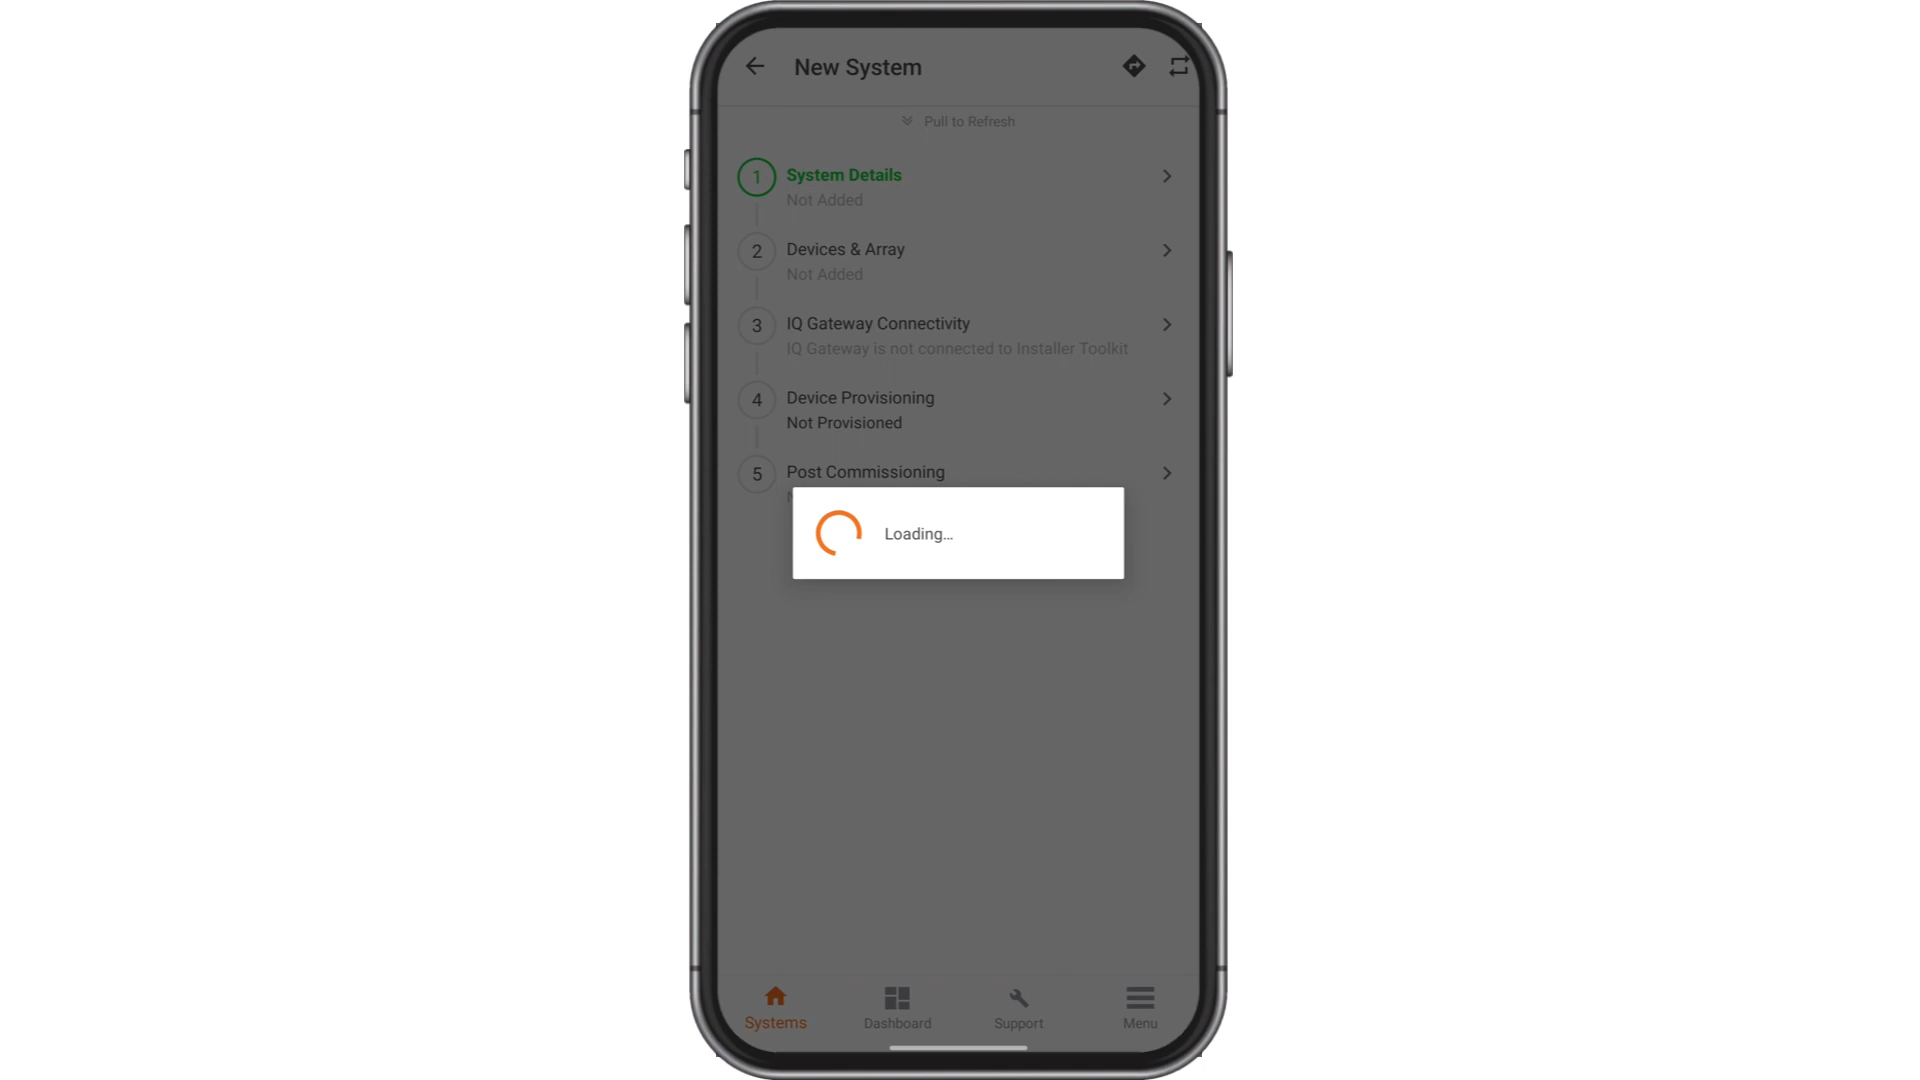 New System
Pull to Refresh
1 System Details
Not Added
2 Devices & Array
Not Added
3 IQ Gateway Connectivity
IQ Gateway is not connected to Installer Toolkit
4 Device Provisioning
Not Provisioned
5 Post Commissioning
Loading...
Systems Dashboard Support Menu